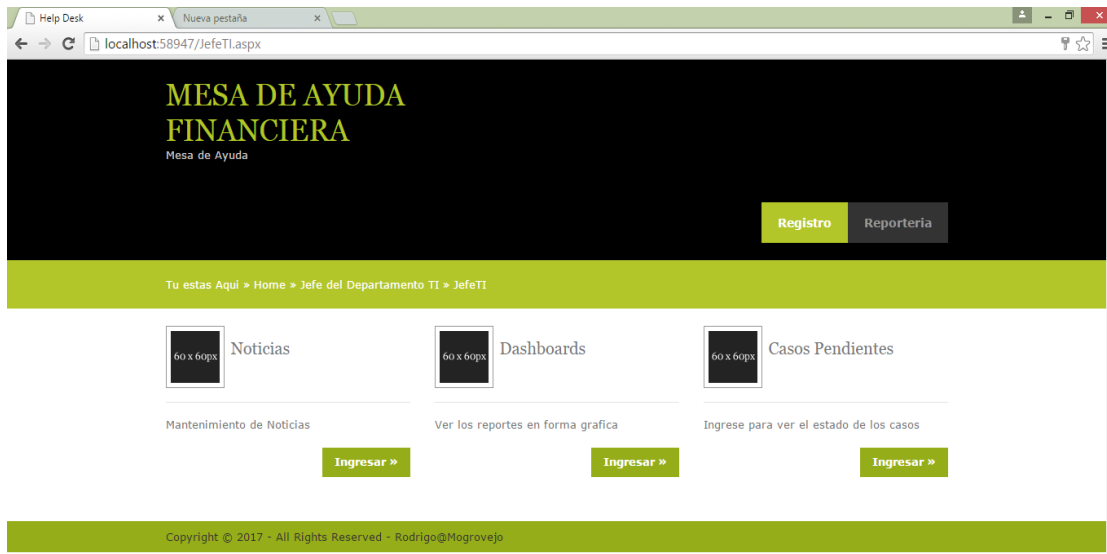 Help Desk
Nueva pestaña
localhost:58947/JefeTI.aspx
MESA DE AYUDA
FINANCIERA
Mesa de Ayuda
Registro
Reporteria
Tu estas Aqui » Home » Jefe del Departamento TI » JefeTI
60 x 60px
Noticias
60 x 60px
Dashboards
60 x 60px
Casos Pendientes
Mantenimiento de Noticias
Ver los reportes en forma grafica
Ingrese para ver el estado de los casos
Ingresar »
Ingresar »
Ingresar »
Copyright © 2017 - All Rights Reserved - Rodrigo@Mogrovejo